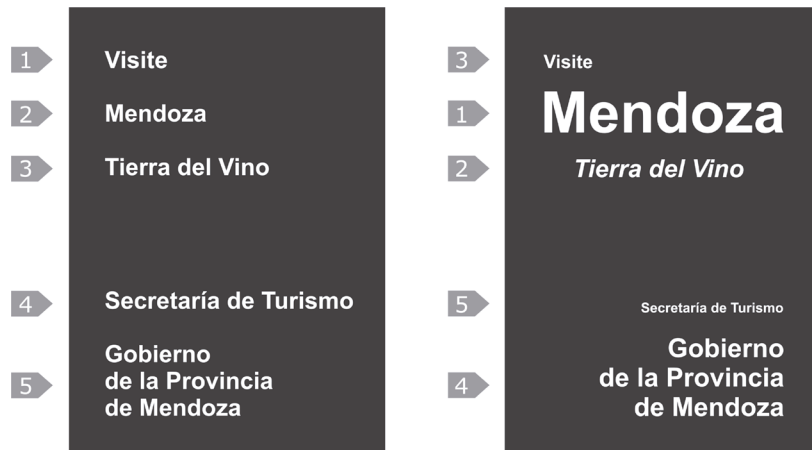 1
Visite
2
Mendoza
3
Tierra del Vino
4
Secretaría de Turismo
5
Gobierno
de la Provincia
de Mendoza
3
Visite
1
Mendoza
2
Tierra del Vino
5
Secretaría de Turismo
4
Gobierno
de la Provincia
de Mendoza